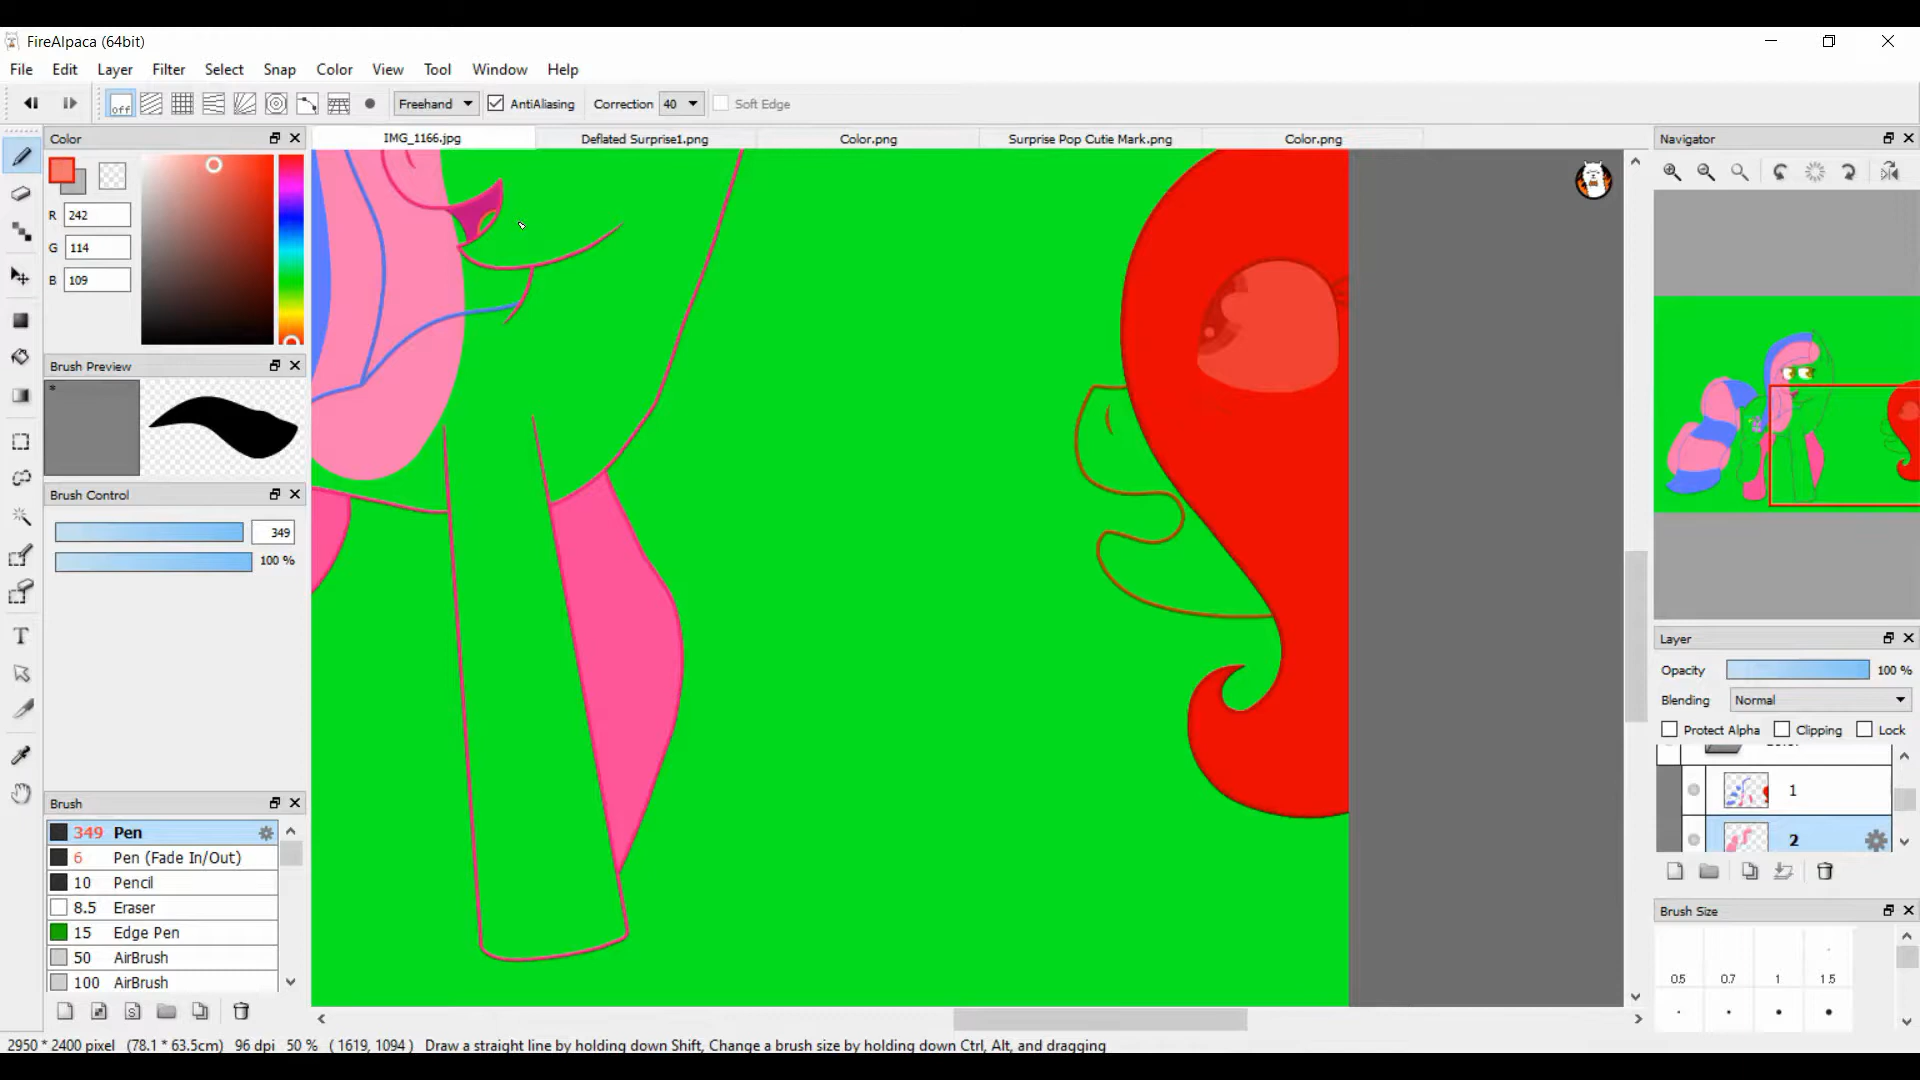 FireAlpaca (64bit)
File Edit Layer Filter Select Snap Color View Tool Window Help
off Freehand AntiAliasing Correction 40 Soft Edge
Color
IMG_1166.jpg Deflated Surprise1.png Color.png Surprise Pop Cutie Mark.png Color.png
Navigator
R 242
G 114
B 109
Brush Preview
*
Brush Control
349
100 %
Layer
Opacity 100 %
Blending Normal
Protect Alpha Clipping Lock
1
2
Brush
349 Pen
6 Pen (Fade In/Out)
10 Pencil
8.5 Eraser
15 Edge Pen
50 AirBrush
100 AirBrush
Brush Size
0.5 0.7 1 1.5
2950 * 2400 pixel (78.1 * 63.5cm) 96 dpi 50 % ( 1619, 1094 ) Draw a straight line by holding down Shift, Change a brush size by holding down Ctrl, Alt, and dragging